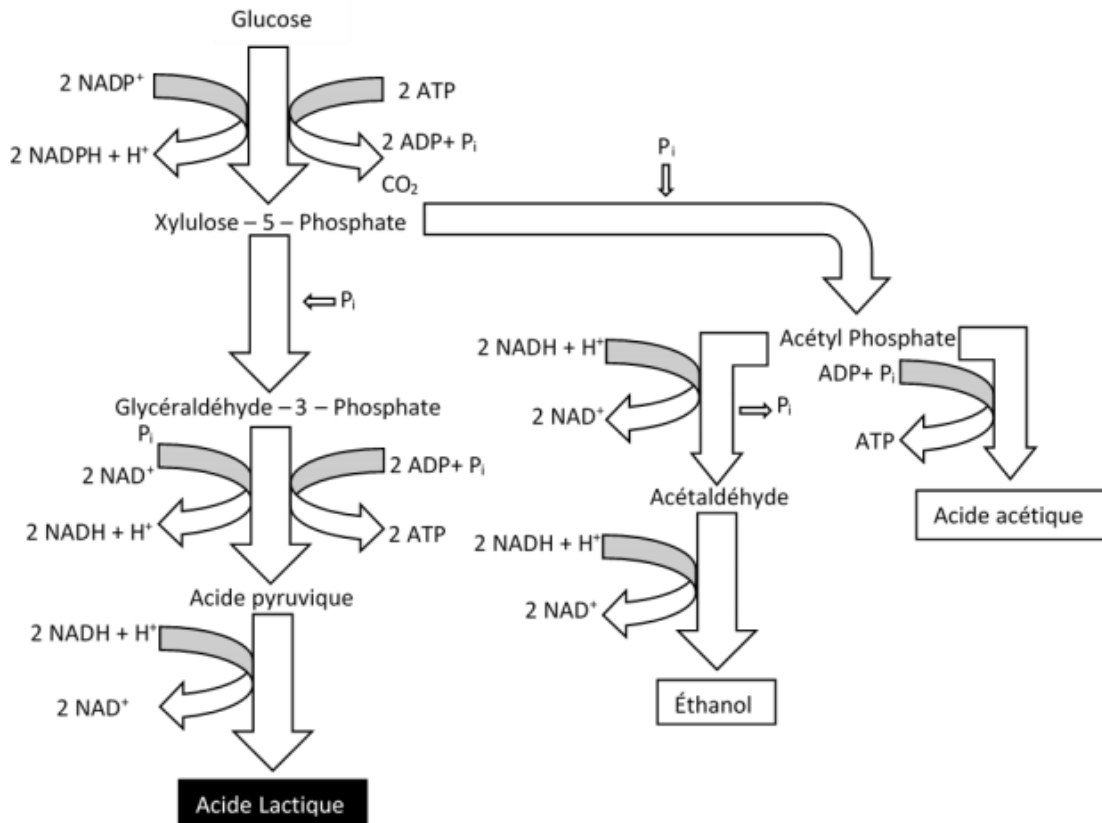 Glucose
2 NADP⁺
2 ATP
2 NADPH + H⁺
2 ADP+ Pᵢ
CO₂
Pᵢ
Xylulose – 5 – Phosphate
Pᵢ
Acétyl Phosphate
2 NADH + H⁺
ADP+ Pᵢ
2 NAD⁺
Pᵢ
ATP
Glycéraldéhyde – 3 – Phosphate
Pᵢ
2 NAD⁺
2 ADP+ Pᵢ
2 NADH + H⁺
2 ATP
Acétaldéhyde
Acide acétique
2 NADH + H⁺
2 NAD⁺
Acide pyruvique
2 NADH + H⁺
2 NAD⁺
Éthanol
Acide Lactique